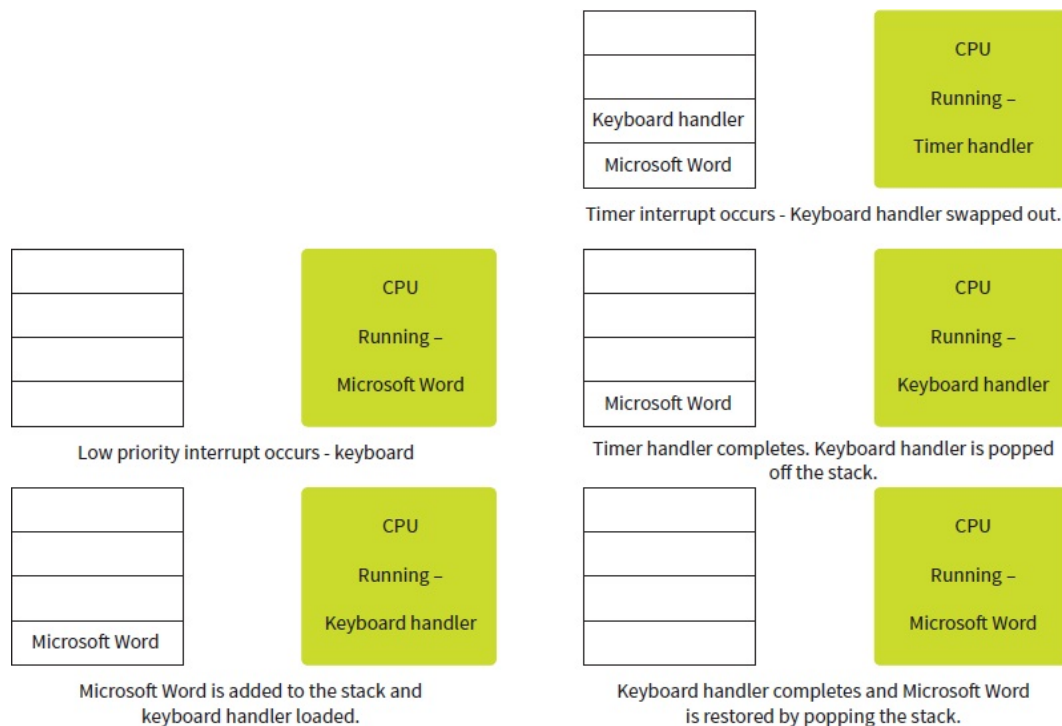 CPU
Running –
Microsoft Word
Low priority interrupt occurs - keyboard
Microsoft Word
CPU
Running –
Keyboard handler
Microsoft Word is added to the stack and
keyboard handler loaded.
Keyboard handler
Microsoft Word
CPU
Running –
Timer handler
Timer interrupt occurs - Keyboard handler swapped out.
Microsoft Word
CPU
Running –
Keyboard handler
Timer handler completes. Keyboard handler is popped
off the stack.
CPU
Running –
Microsoft Word
Keyboard handler completes and Microsoft Word
is restored by popping the stack.